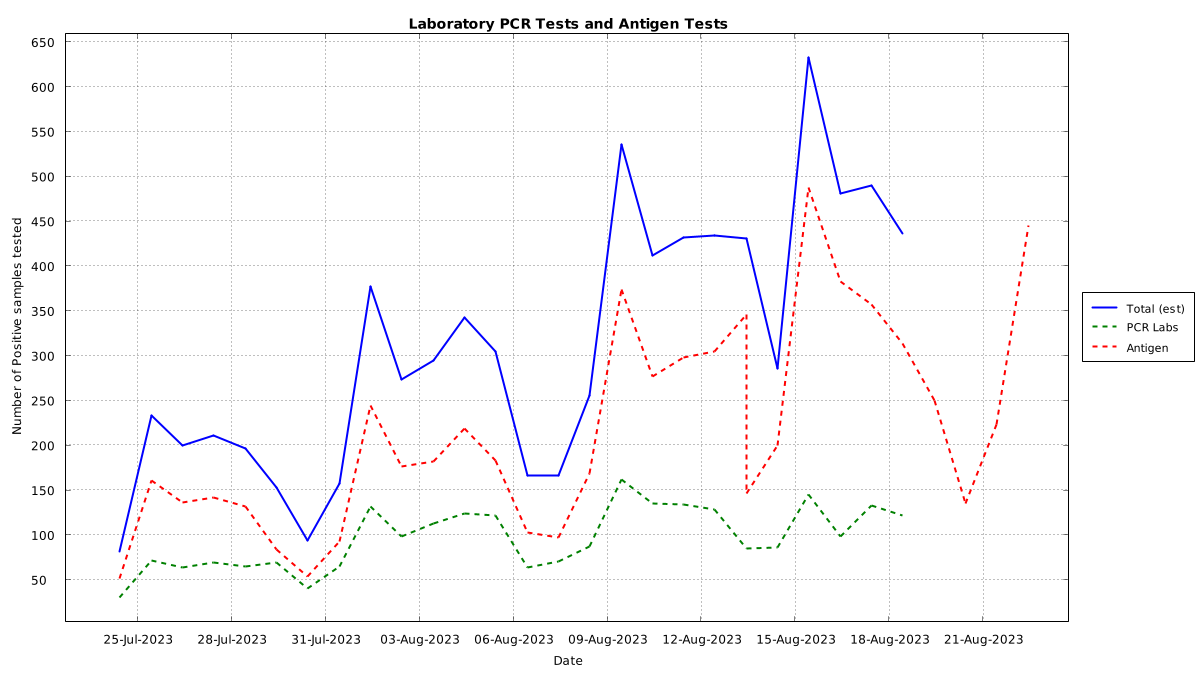 Laboratory PCR Tests and Antigen Tests
650
600
550
500
450
400
350
300
250
200
150
100
50
Number of Positive samples tested
25-Jul-2023 28-Jul-2023 31-Jul-2023 03-Aug-2023 06-Aug-2023 09-Aug-2023 12-Aug-2023 15-Aug-2023 18-Aug-2023 21-Aug-2023
Date
Total (est)
PCR Labs
Antigen